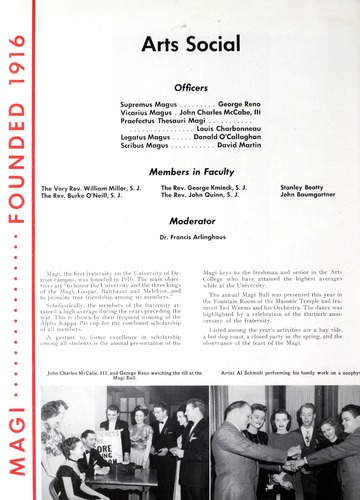 MAGI FOUNDED 1916
Arts Social
Officers
Supremus Magus . . . . . . . . . George Reno
Vicarius Magus . John Charles McCabe, III
Praefectus Thesauri Magi . . . . . . . . . . .
. . . . . . . . . . . . . . . . Louis Charbonneau
Legatus Magus . . . . . Donald O'Callaghan
Scribus Magus . . . . . . . . . . . David Martin
Members in Faculty
The Very Rev. William Millor, S. J.
The Rev. Burke O'Neill, S. J.
The Rev. George Kmieck, S. J.
The Rev. John Quinn, S. J.
Stanley Beatty
John Baumgartner
Moderator
Dr. Francis Arlinghaus
Magi, the first fraternity on the University of De-
troit campus, was founded in 1916. The main objec-
tives are "to honor the University and the three kings
of the Magi, Gaspar, Balthazar and Melchior, and
to promote true friendship among its members."
Scholastically, the members of the fraternity at-
tained a high average during the years preceding the
war. This is shown by their frequent winning of the
Alpha Kappa Psi cup for the combined scholarship
of all members.
A gesture to foster excellence in scholarship
among all students is the annual presentation of the
Magi keys to the freshman and senior in the Arts
College who have attained the highest averages
while at the University.
The annual Magi Ball was presented this year in
the Fountain Room of the Masonic Temple and fea-
tured Ted Weems and his Orchestra. The dance was
highlighted by a celebration of the thirtieth anni-
versary of the fraternity.
Listed among the year's activities are a hay ride,
a hot dog roast, a closed party in the spring, and the
observance of the feast of the Magi.
John Charles McCabe, III, and George Reno watching the till at the
Magi Ball.
Artist Al Schmidt performing his handy work on a neophy